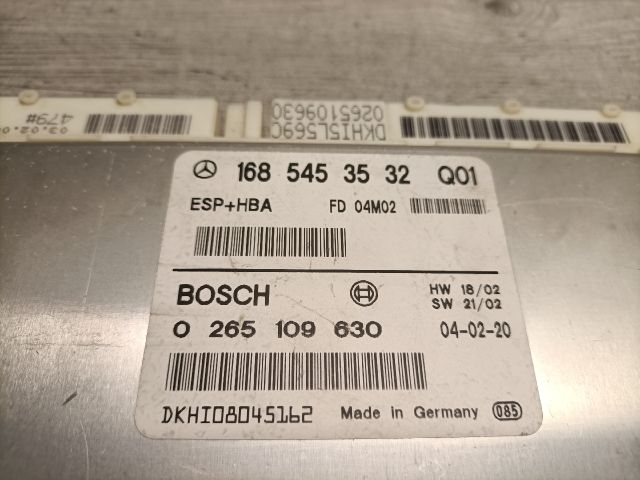 03.02.0
479#
DKHI5L569C
0265109630
168 545 35 32 Q01
ESP+HBA FD 04M02
BOSCH HW 18/02
SW 21/02
0 265 109 630 04-02-20
DKHI08045162 Made in Germany 085